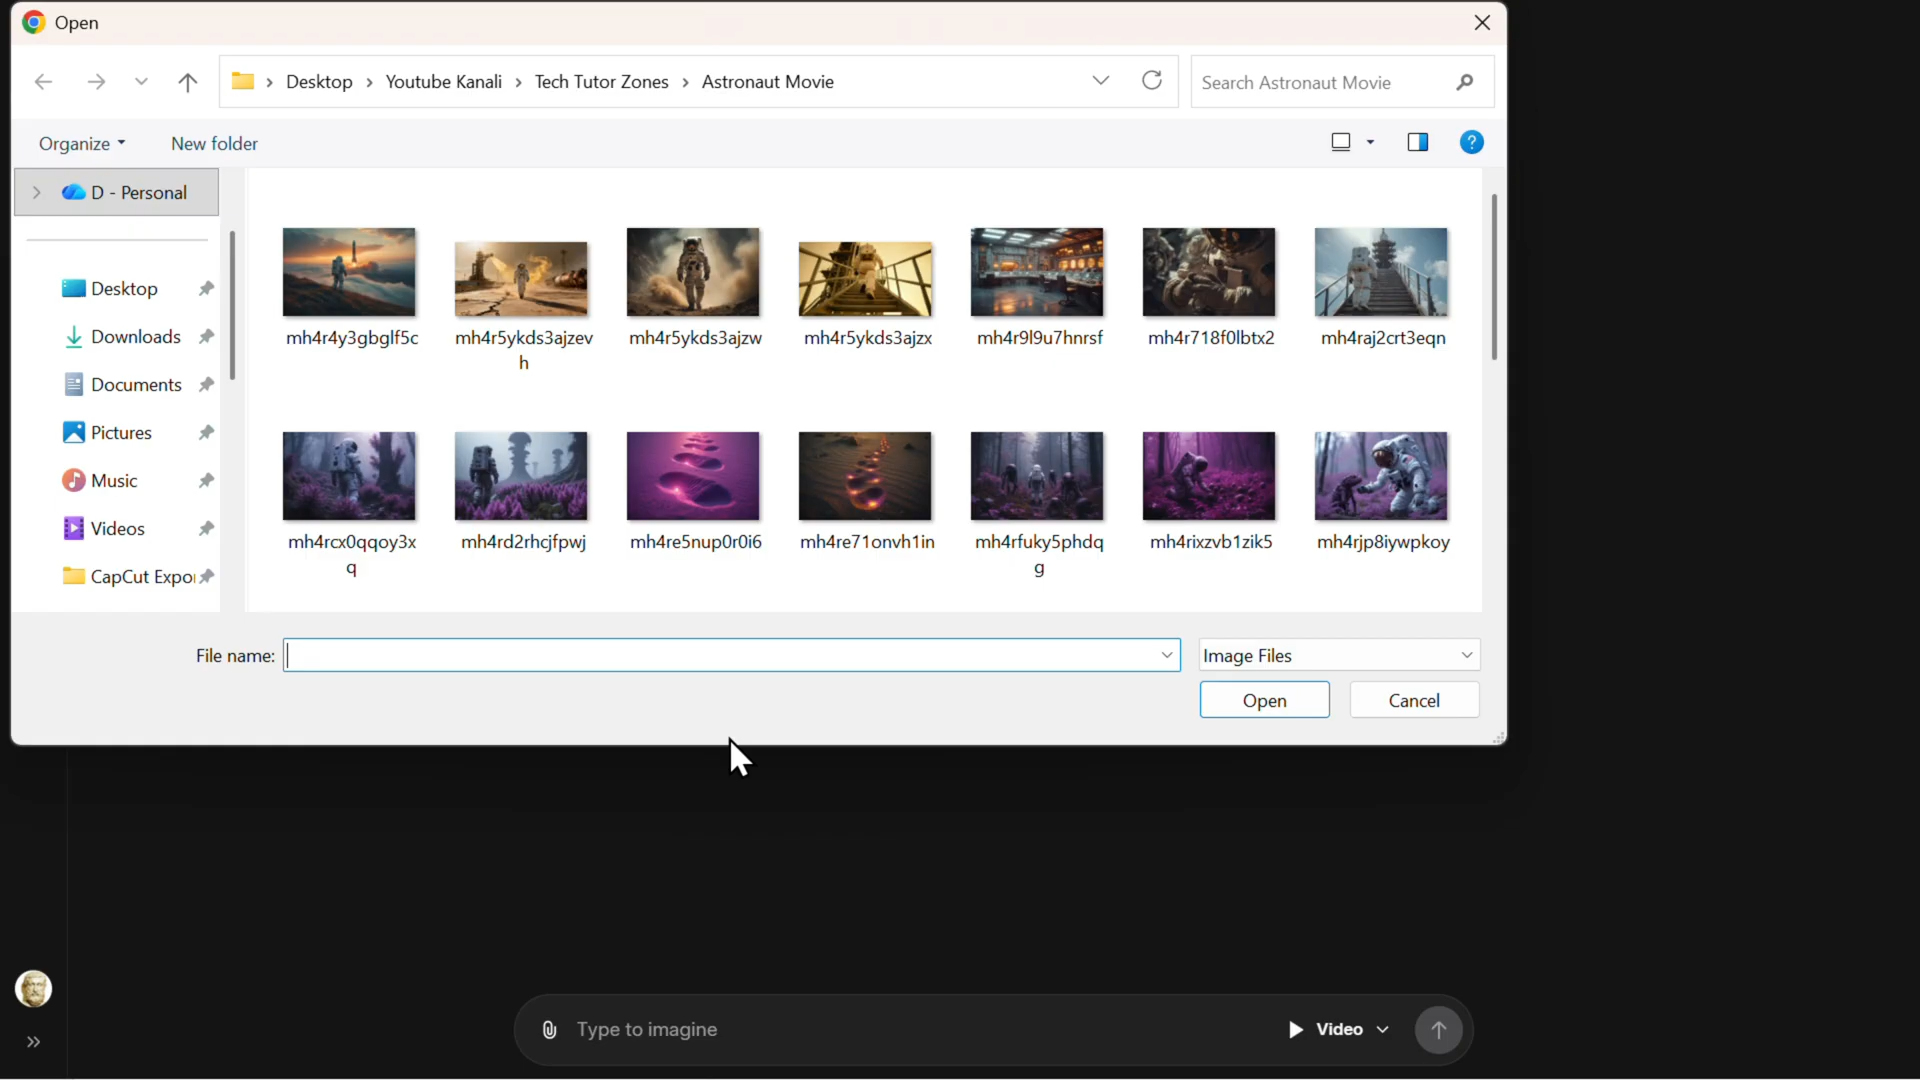 Open
Desktop > Youtube Kanali > Tech Tutor Zones > Astronaut Movie
Search Astronaut Movie
Organize
New folder
D - Personal
Desktop
Downloads
Documents
Pictures
Music
Videos
CapCut Expo
mh4r4y3gbglf5c
mh4r5ykds3ajzev
h
mh4r5ykds3ajzw
mh4r5ykds3ajzx
mh4r9l9u7hnrsf
mh4r718f0lbtx2
mh4raj2crt3eqn
mh4rcx0qqoy3x
q
mh4rd2rhcjfpwj
mh4re5nup0r0i6
mh4re71onvh1in
mh4rfuky5phdq
g
mh4rixzvb1zik5
mh4rjp8iywpkoy
File name:
Image Files
Open
Cancel
Type to imagine
Video